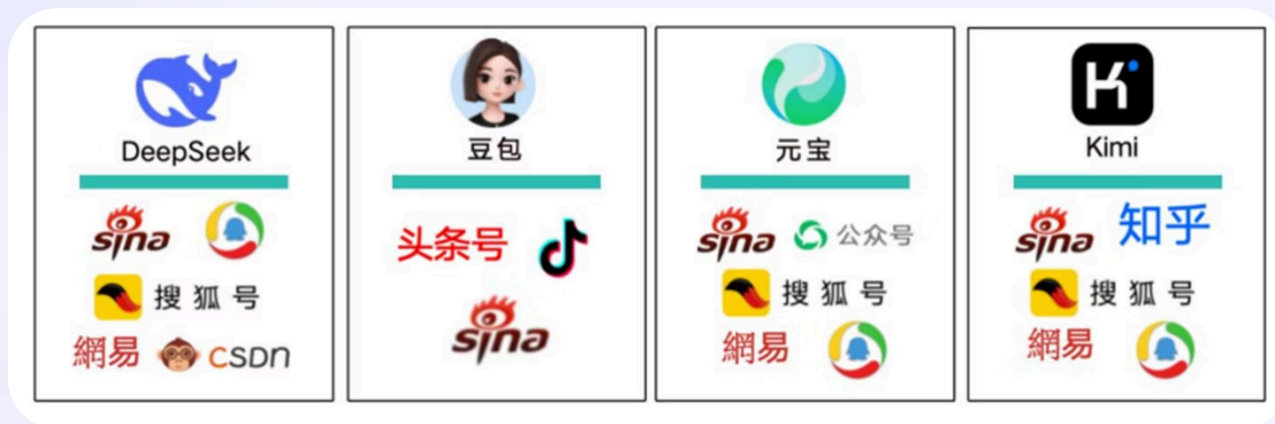 DeepSeek
sina
搜狐号
網易 CSDN
豆包
头条号
sina
元宝
sina 公众号
搜狐号
網易
K
Kimi
sina 知乎
搜狐号
網易